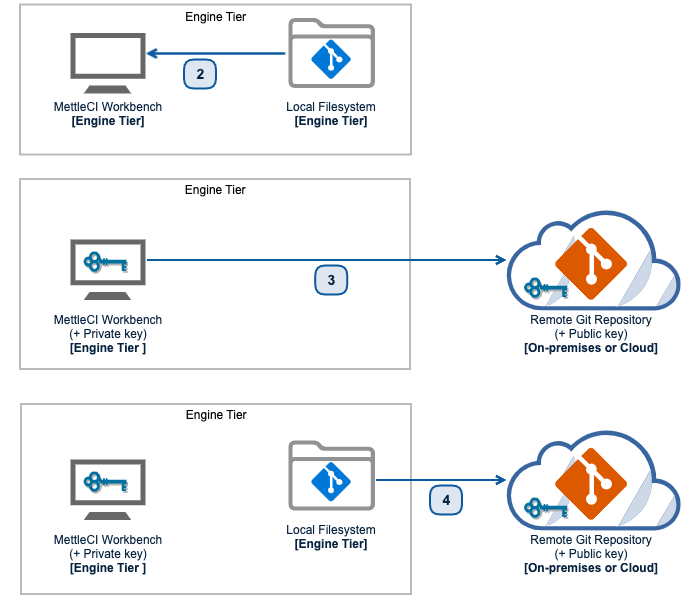 Engine Tier
2
MettleCI Workbench
[Engine Tier]
Local Filesystem
[Engine Tier]
Engine Tier
3
MettleCI Workbench
(+ Private key)
[Engine Tier ]
Remote Git Repository
(+ Public key)
[On-premises or Cloud]
Engine Tier
4
MettleCI Workbench
(+ Private key)
[Engine Tier ]
Local Filesystem
[Engine Tier]
Remote Git Repository
(+ Public key)
[On-premises or Cloud]